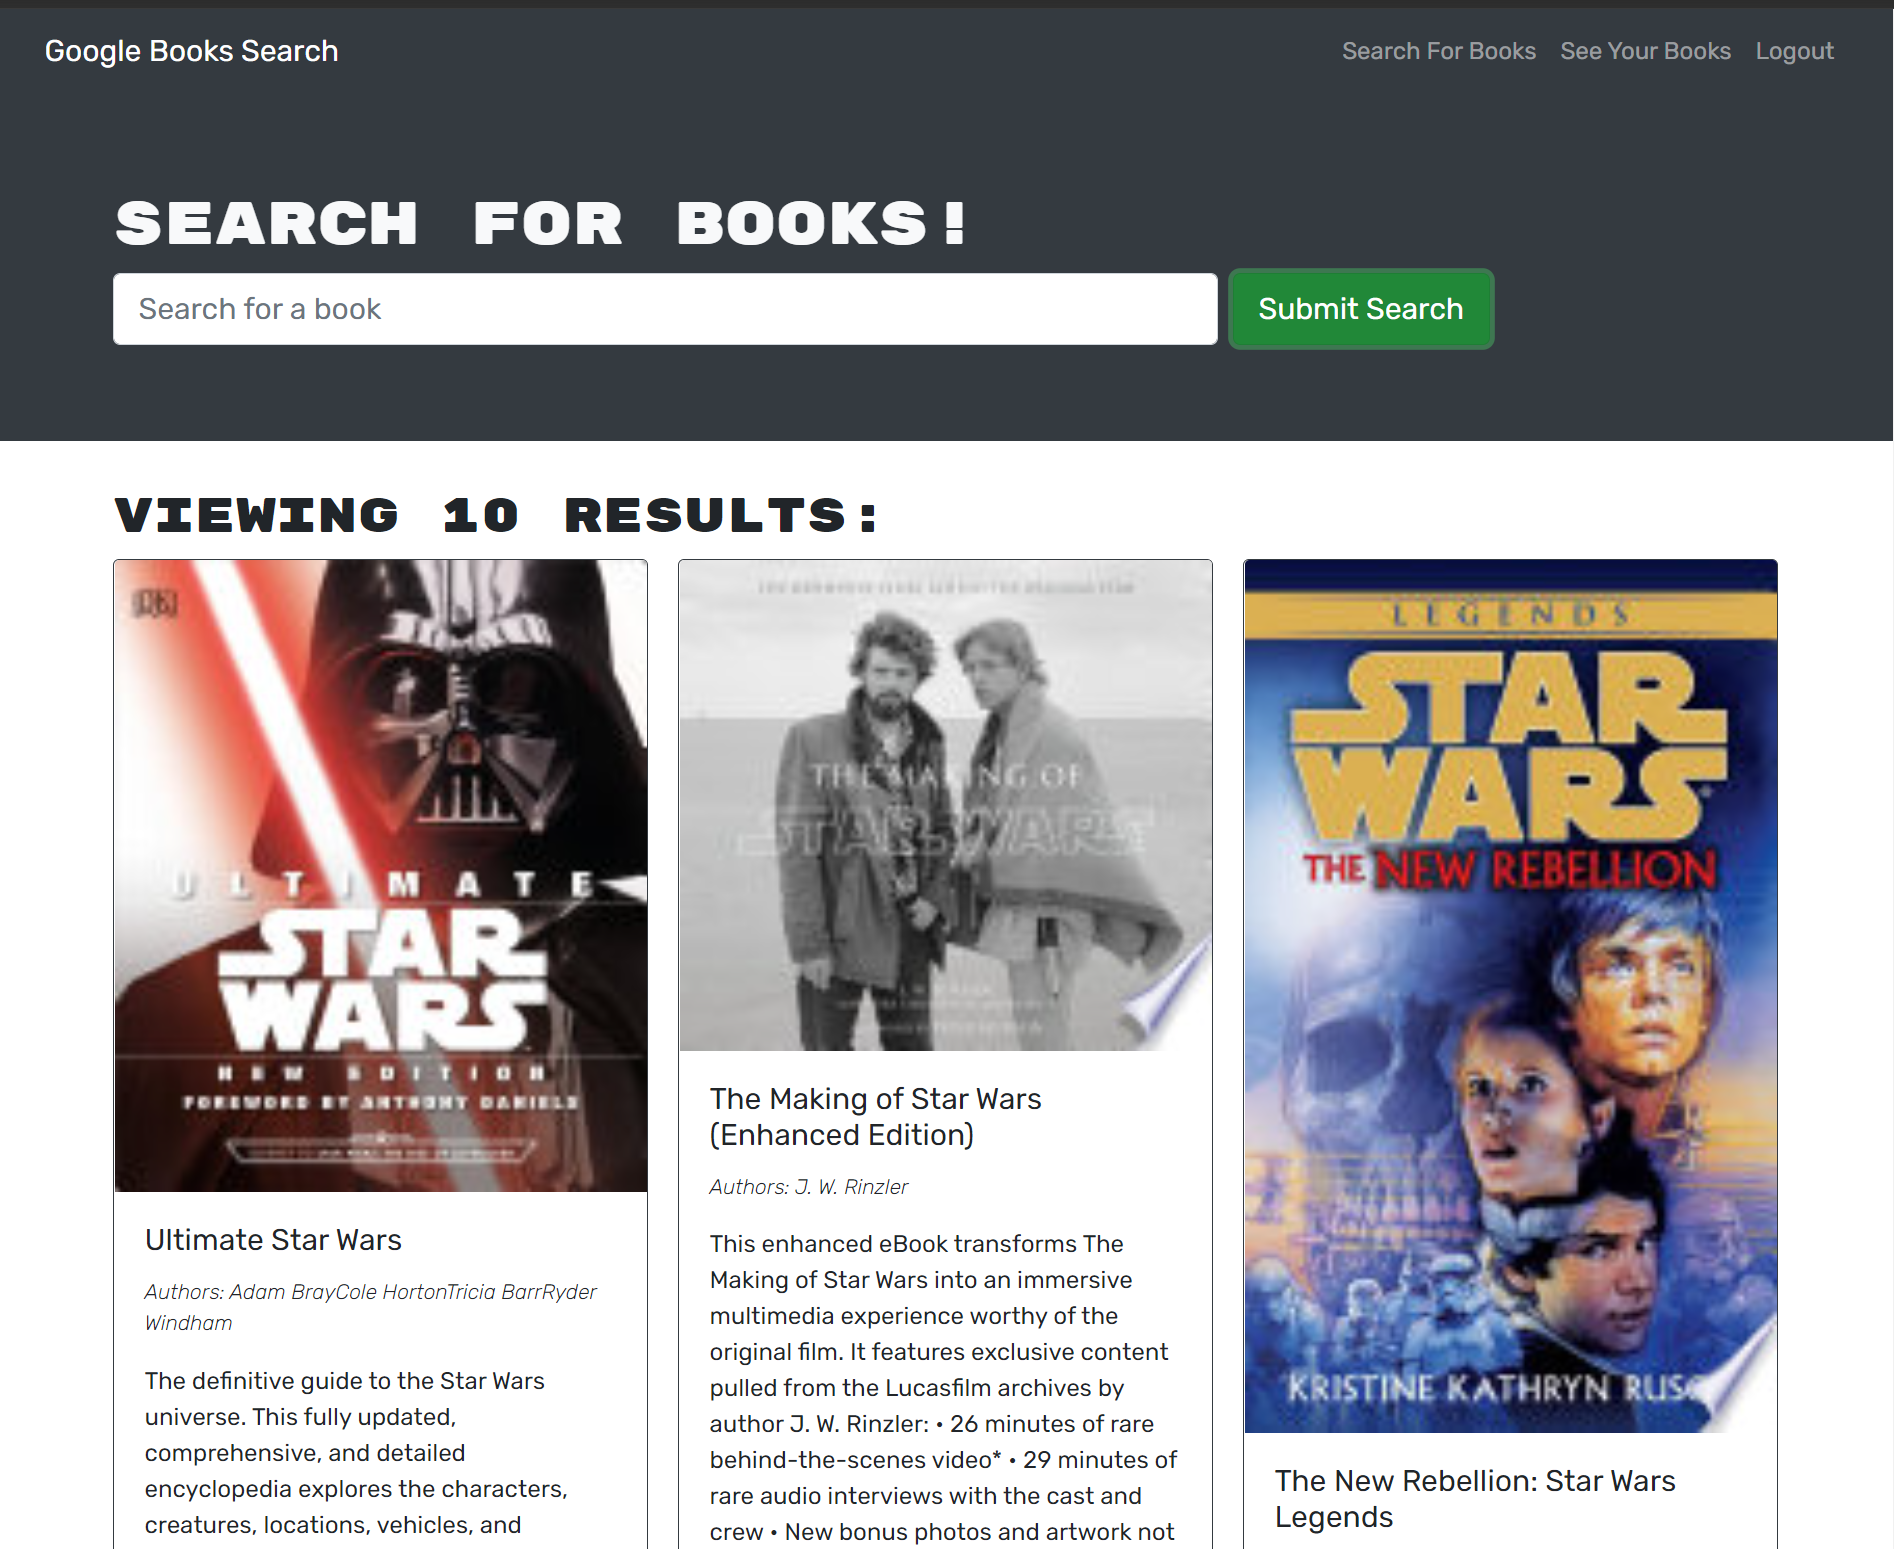 Google Books Search
Search For Books See Your Books Logout
SEARCH FOR BOOKS!
Search for a book
Submit Search
VIEWING 10 RESULTS:
DK
ULTIMATE
STAR
WARS
NEW EDITION
FOREWORD BY ANTHONY DANIELS
Ultimate Star Wars
Authors: Adam BrayCole HortonTricia BarrRyder
Windham
The definitive guide to the Star Wars
universe. This fully updated,
comprehensive, and detailed
encyclopedia explores the characters,
creatures, locations, vehicles, and
THE MAKING OF
STAR WARS
The Making of Star Wars
(Enhanced Edition)
Authors: J. W. Rinzler
This enhanced eBook transforms The
Making of Star Wars into an immersive
multimedia experience worthy of the
original film. It features exclusive content
pulled from the Lucasfilm archives by
author J. W. Rinzler: • 26 minutes of rare
behind-the-scenes video* • 29 minutes of
rare audio interviews with the cast and
crew • New bonus photos and artwork not
LEGENDS
STAR
WARS
THE NEW REBELLION
KRISTINE KATHRYN RUSC
The New Rebellion: Star Wars
Legends